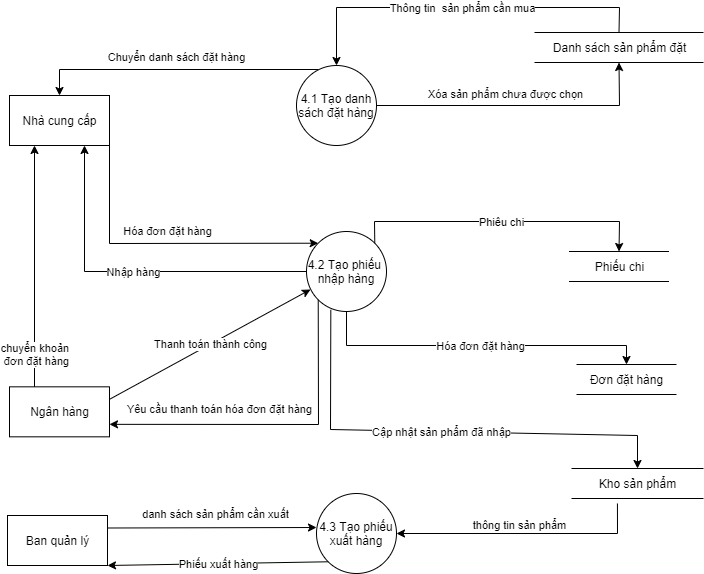 Thông tin  sản phẩm cần mua
Danh sách sản phẩm đặt
Chuyển danh sách đặt hàng
4.1 Tạo danh
sách đặt hàng
Xóa sản phẩm chưa được chọn
Nhà cung cấp
Hóa đơn đặt hàng
Phiêu chi
4.2 Tạo phiếu
nhập hàng
Nhập hàng
Phiếu chi
Thanh toán thành công
Hóa đơn đặt hàng
chuyển khoản
đơn đặt hàng
Đơn đặt hàng
Ngân hàng
Yêu cầu thanh toán hóa đơn đặt hàng
Cập nhật sản phẩm đã nhập
Kho sản phẩm
danh sách sản phẩm cần xuất
4.3 Tạo phiếu
xuất hàng
thông tin sản phẩm
Ban quản lý
Phiếu xuất hàng